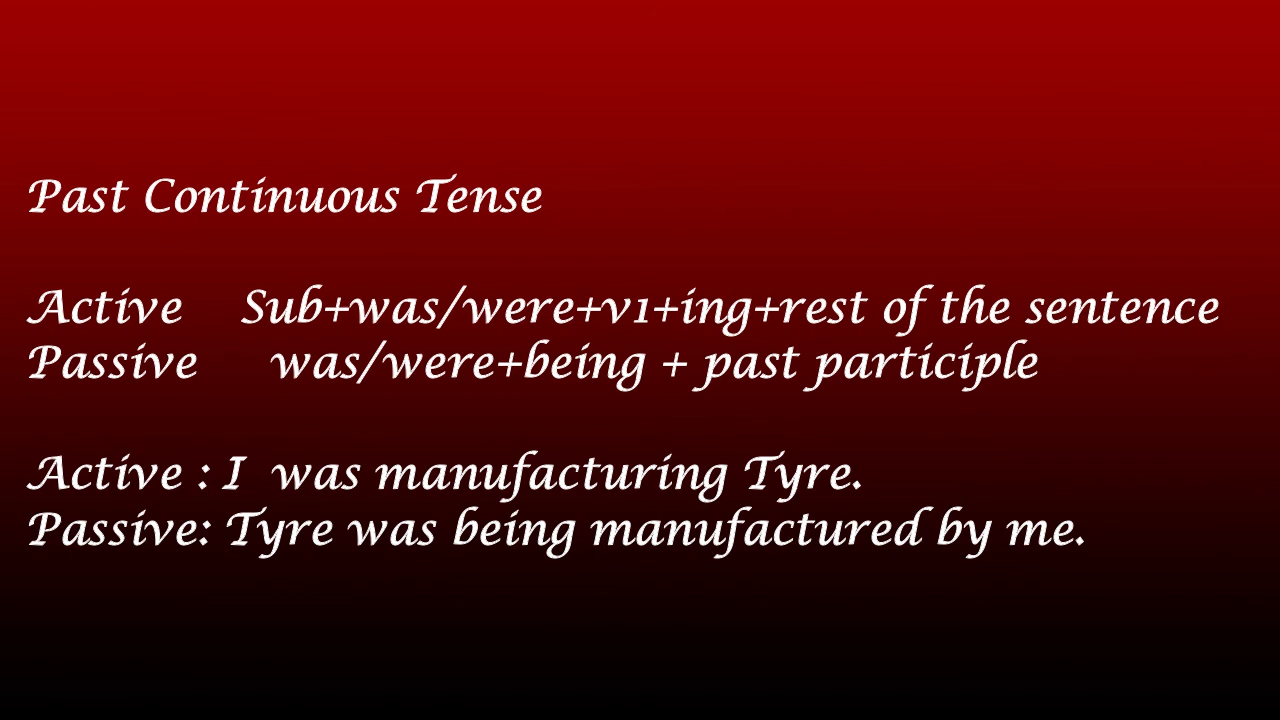 Past Continuous Tense
Active Sub+was/were+v1+ing+rest of the sentence
Passive was/were+being + past participle
Active : I was manufacturing Tyre.
Passive: Tyre was being manufactured by me.